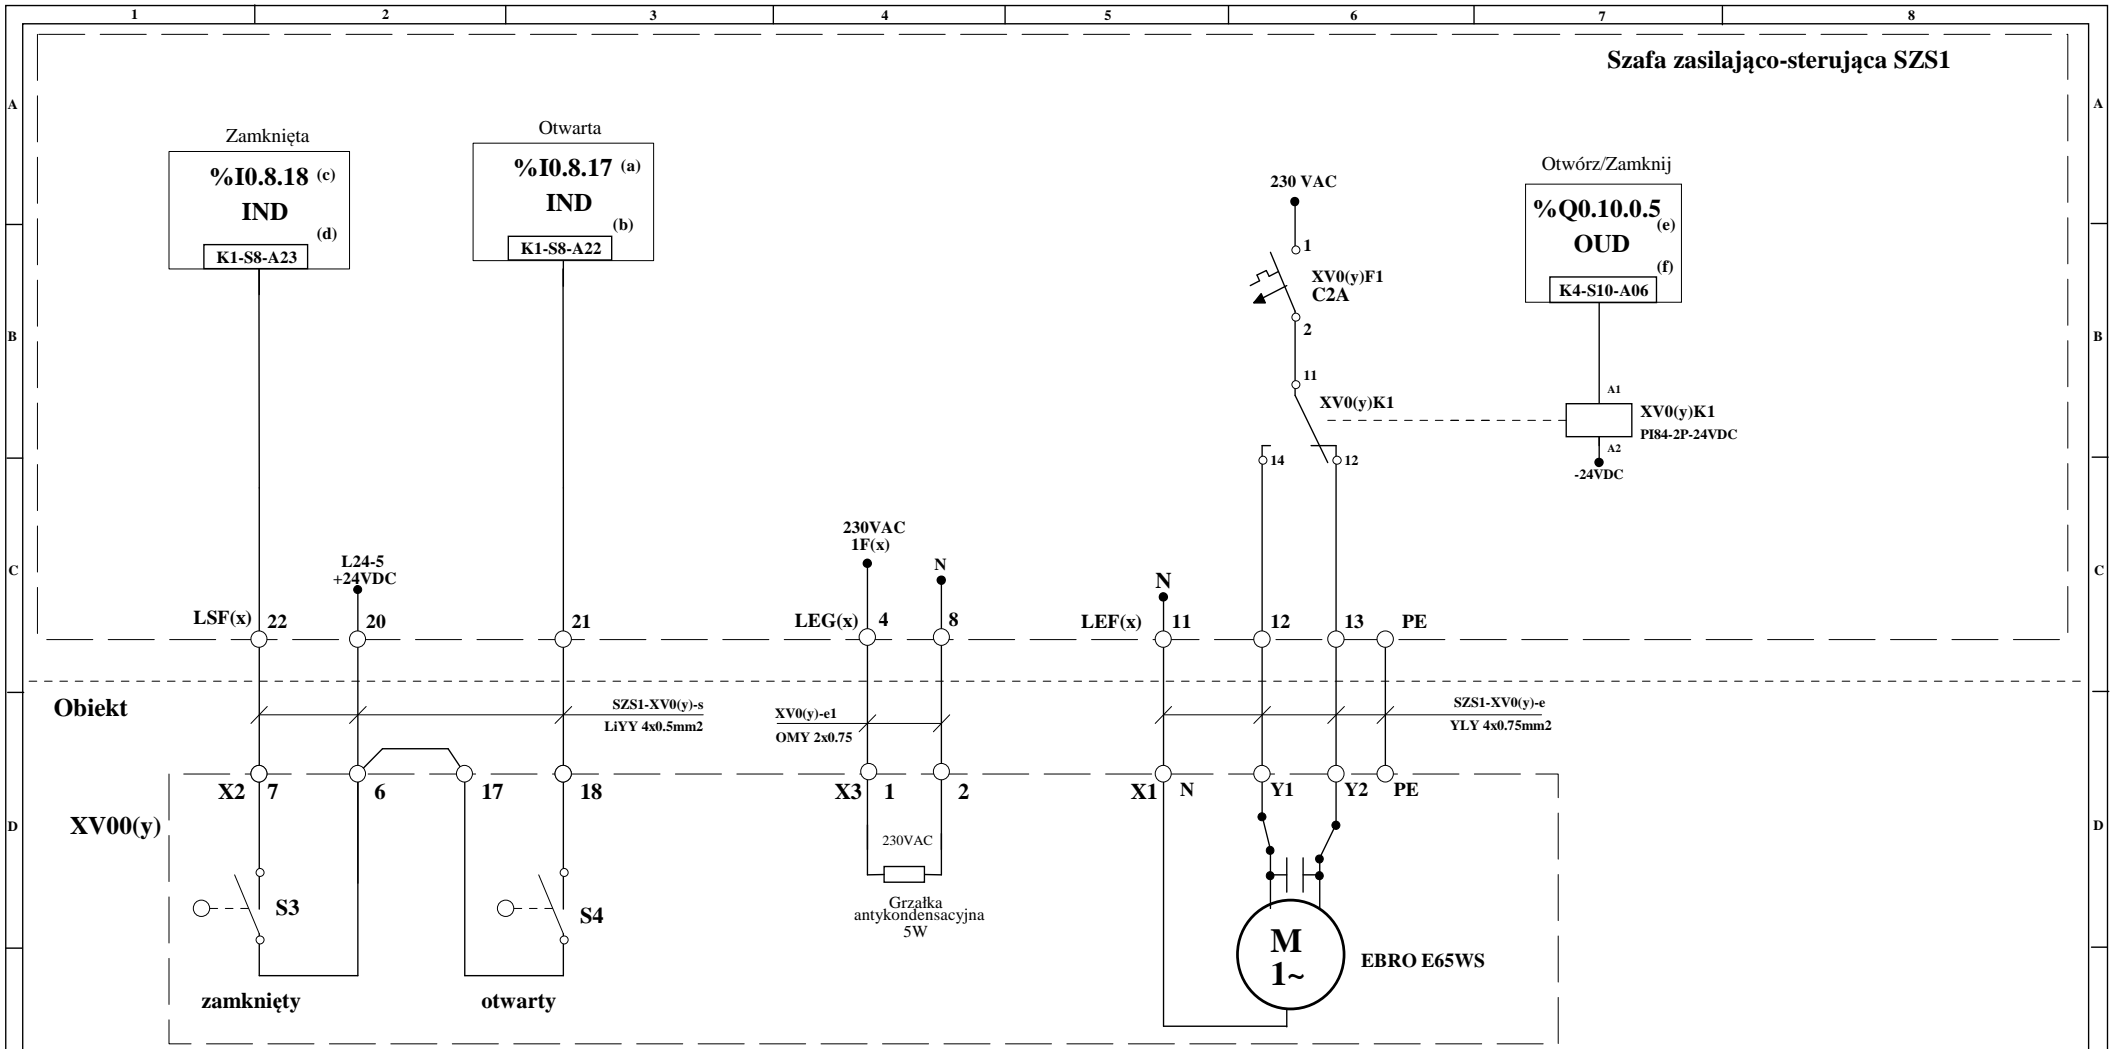 1 2 3 4 5 6 7 8
A
A
Szafa zasilająco-sterująca SZS1
Zamknięta
%I0.8.18 (c)
IND
(d)
K1-S8-A23
Otwarta
%I0.8.17 (a)
IND
(b)
K1-S8-A22
230 VAC
1
XV0(y)F1
C2A
2
11
XV0(y)K1
14
12
Otwórz/Zamknij
%Q0.10.0.5
(e)
OUD
(f)
K4-S10-A06
A1
XV0(y)K1
PI84-2P-24VDC
A2
-24VDC
B
B
C
C
L24-5
+24VDC
230VAC
1F(x)
N
N
LSF(x) 22 20 21 LEG(x) 4 8 LEF(x) 11 12 13 PE
Obiekt
SZS1-XV0(y)-s
LiYY 4x0.5mm2
XV0(y)-e1
OMY 2x0.75
SZS1-XV0(y)-e
YLY 4x0.75mm2
X2 7 6 17 18 X3 1 2 X1 N Y1 Y2 PE
D
D
XV00(y)
S3
S4
230VAC
Grzałka
antykondensacyjna
5W
M
1~
EBRO E65WS
zamknięty
otwarty